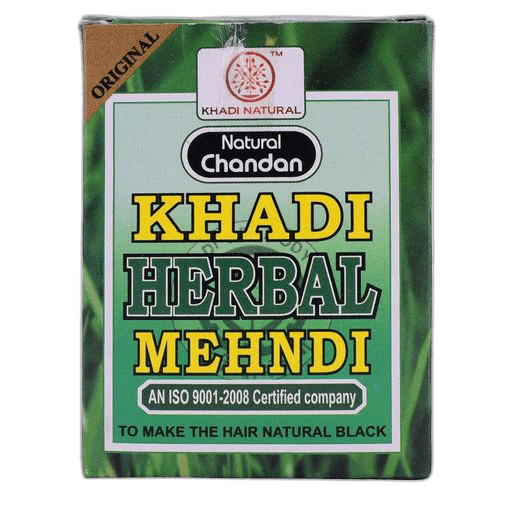 ORIGINAL
TM
KHADI NATURAL
Natural
Chandan
KHADI
HERBAL
MEHNDI
AN ISO 9001-2008 Certified company
TO MAKE THE HAIR NATURAL BLACK